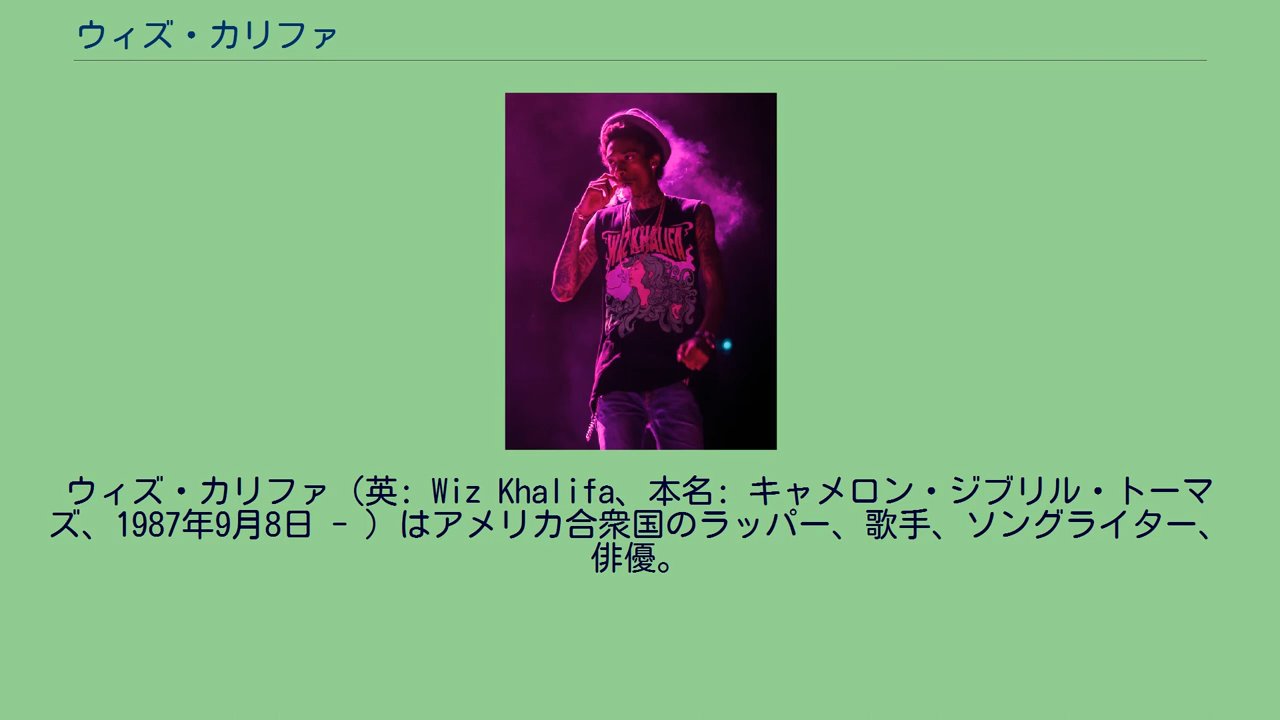 ウィズ・カリファ
WIZ KHALIFA
ウィズ・カリファ（英: Wiz Khalifa、本名: キャメロン・ジブリル・トーマ
ズ、1987年9月8日 - ）はアメリカ合衆国のラッパー、歌手、ソングライター、
俳優。